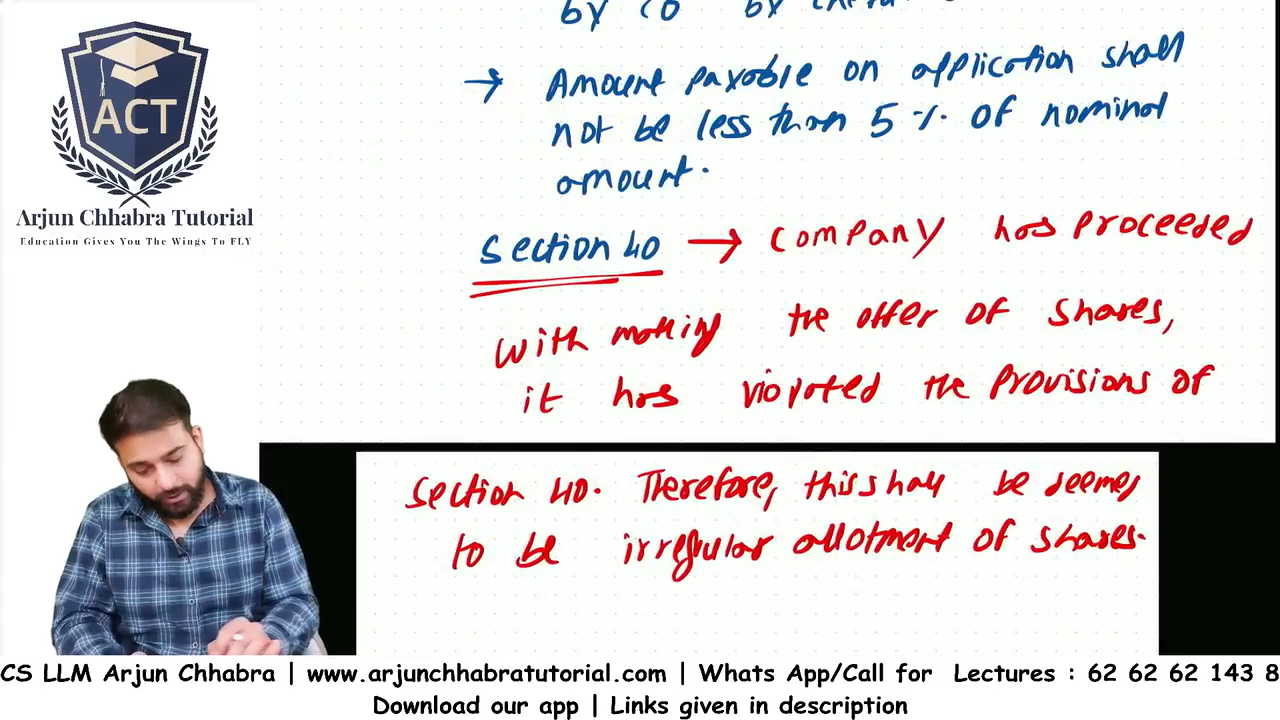 by co by
→ Amount payable on application shall
not be less than 5 % of nominal
amount.
Section 40 → Company has proceeded
with making the offer of shares,
it has violated the provisions of
Section 40. Therefore, this shall be deemed
to be irregular allotment of shares.
ACT
Arjun Chhabra Tutorial
Education Gives You The Wings To FLY
CS LLM Arjun Chhabra | www.arjunchhabratutorial.com | Whats App/Call for Lectures : 62 62 62 143 8
Download our app | Links given in description